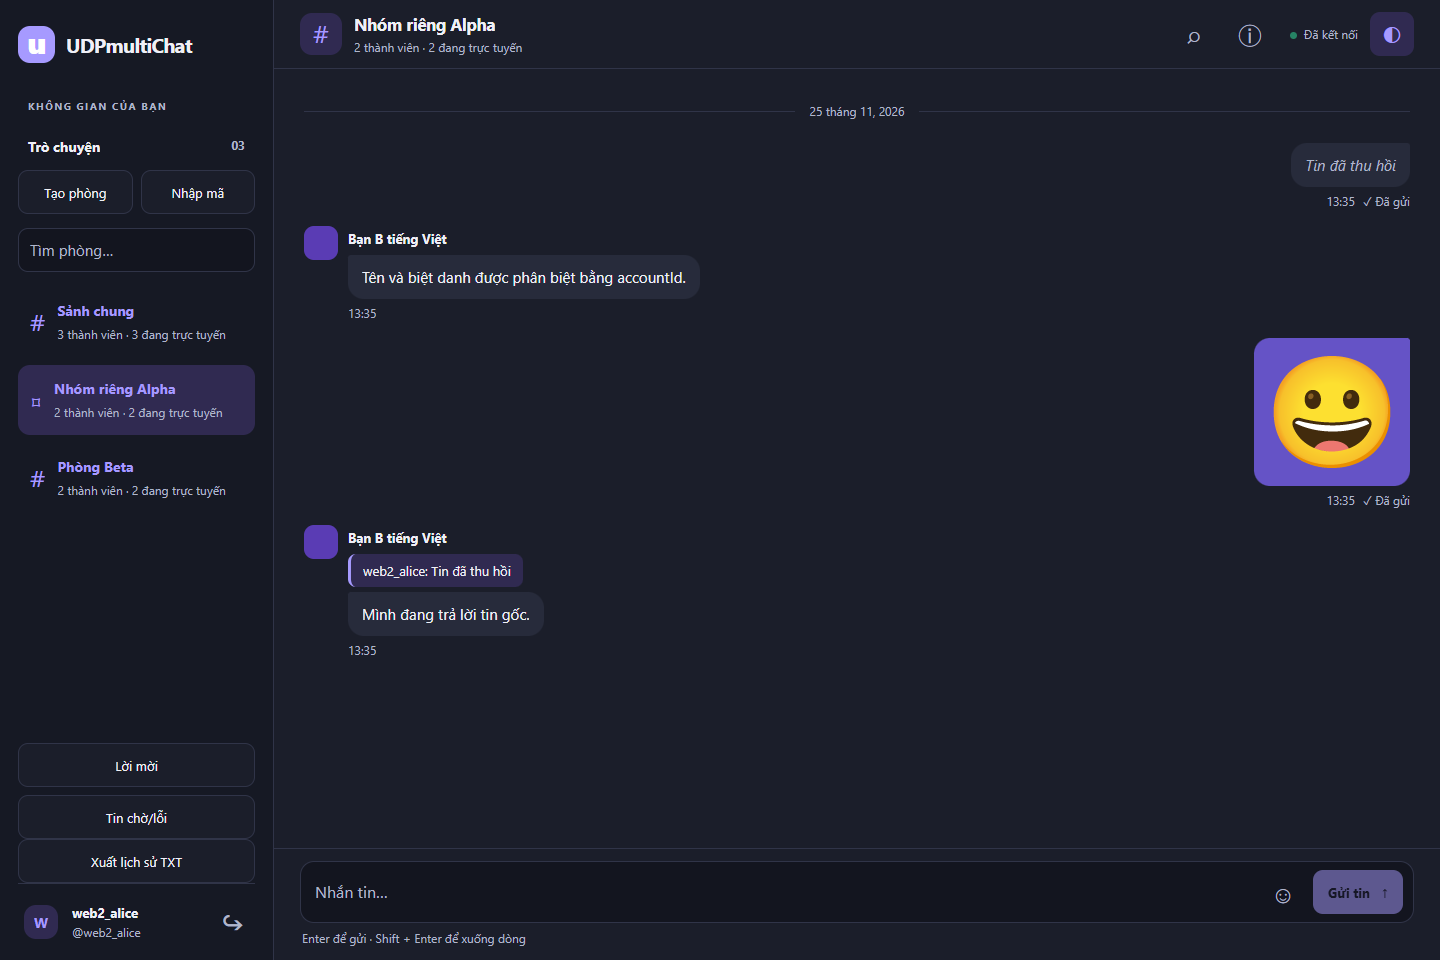 u UDPmultiChat
KHÔNG GIAN CỦA BẠN
Trò chuyện 03
Tạo phòng Nhập mã
Tìm phòng...
# Sảnh chung
3 thành viên · 3 đang trực tuyến
¤ Nhóm riêng Alpha
2 thành viên · 2 đang trực tuyến
# Phòng Beta
2 thành viên · 2 đang trực tuyến
Lời mời
Tin chờ/lỗi
Xuất lịch sử TXT
W web2_alice
@web2_alice
# Nhóm riêng Alpha
2 thành viên · 2 đang trực tuyến
Đã kết nối
25 tháng 11, 2026
Tin đã thu hồi
13:35 ✓ Đã gửi
Bạn B tiếng Việt
Tên và biệt danh được phân biệt bằng accountId.
13:35
13:35 ✓ Đã gửi
Bạn B tiếng Việt
web2_alice: Tin đã thu hồi
Mình đang trả lời tin gốc.
13:35
Nhắn tin...
Gửi tin ↑
Enter để gửi · Shift + Enter để xuống dòng